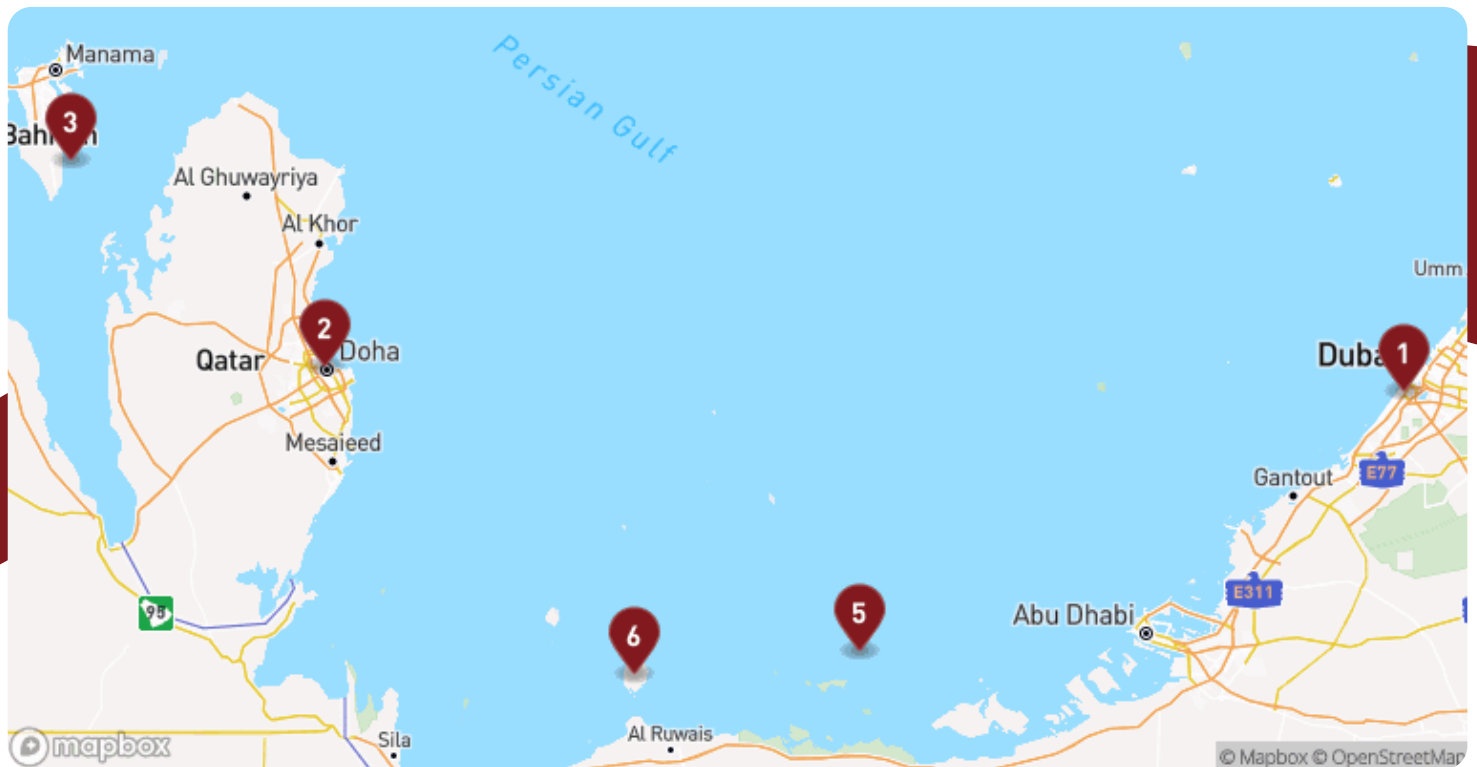 Manama
Persian Gulf
3
Al Ghuwayriya
Al Khor
Umm
2
Doha
Qatar
1
Mesaieed
E77
Gantout
95
E311
5
Abu Dhabi
6
Al Ruwais
Sila
mapbox
© Mapbox © OpenStreetMap